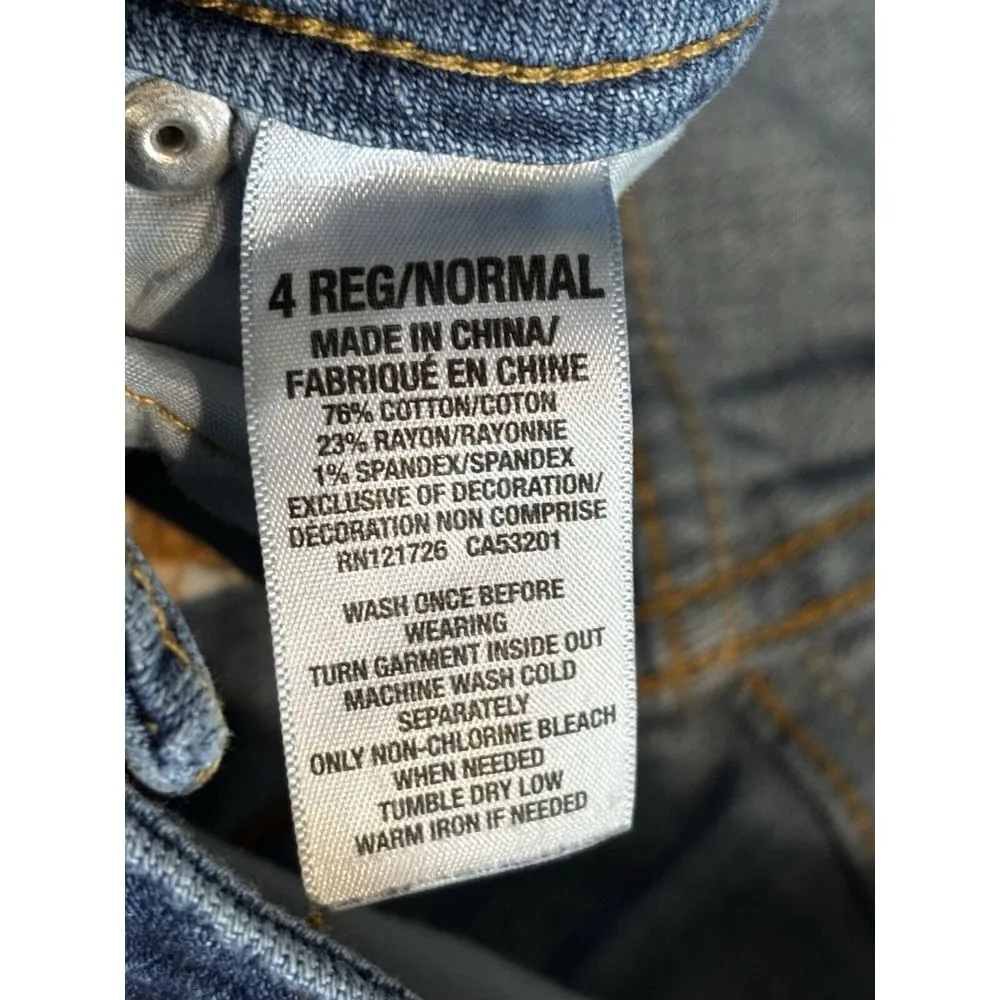 4 REG/NORMAL
MADE IN CHINA/
FABRIQUÉ EN CHINE
76% COTTON/COTON
23% RAYON/RAYONNE
1% SPANDEX/SPANDEX
EXCLUSIVE OF DECORATION/
DÉCORATION NON COMPRISE
RN121726 CA53201
WASH ONCE BEFORE
WEARING
TURN GARMENT INSIDE OUT
MACHINE WASH COLD
SEPARATELY
ONLY NON-CHLORINE BLEACH
WHEN NEEDED
TUMBLE DRY LOW
WARM IRON IF NEEDED